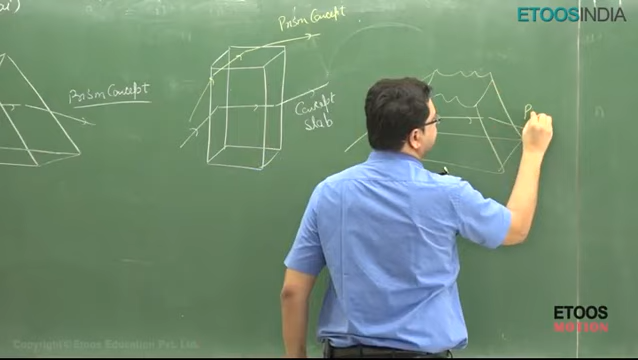 ETOOSINDIA
Prism Concept
Prism Concept
Concept
Slab
P
ETOOS
MOTION
Copyright© Etoos Education Pvt. Ltd.